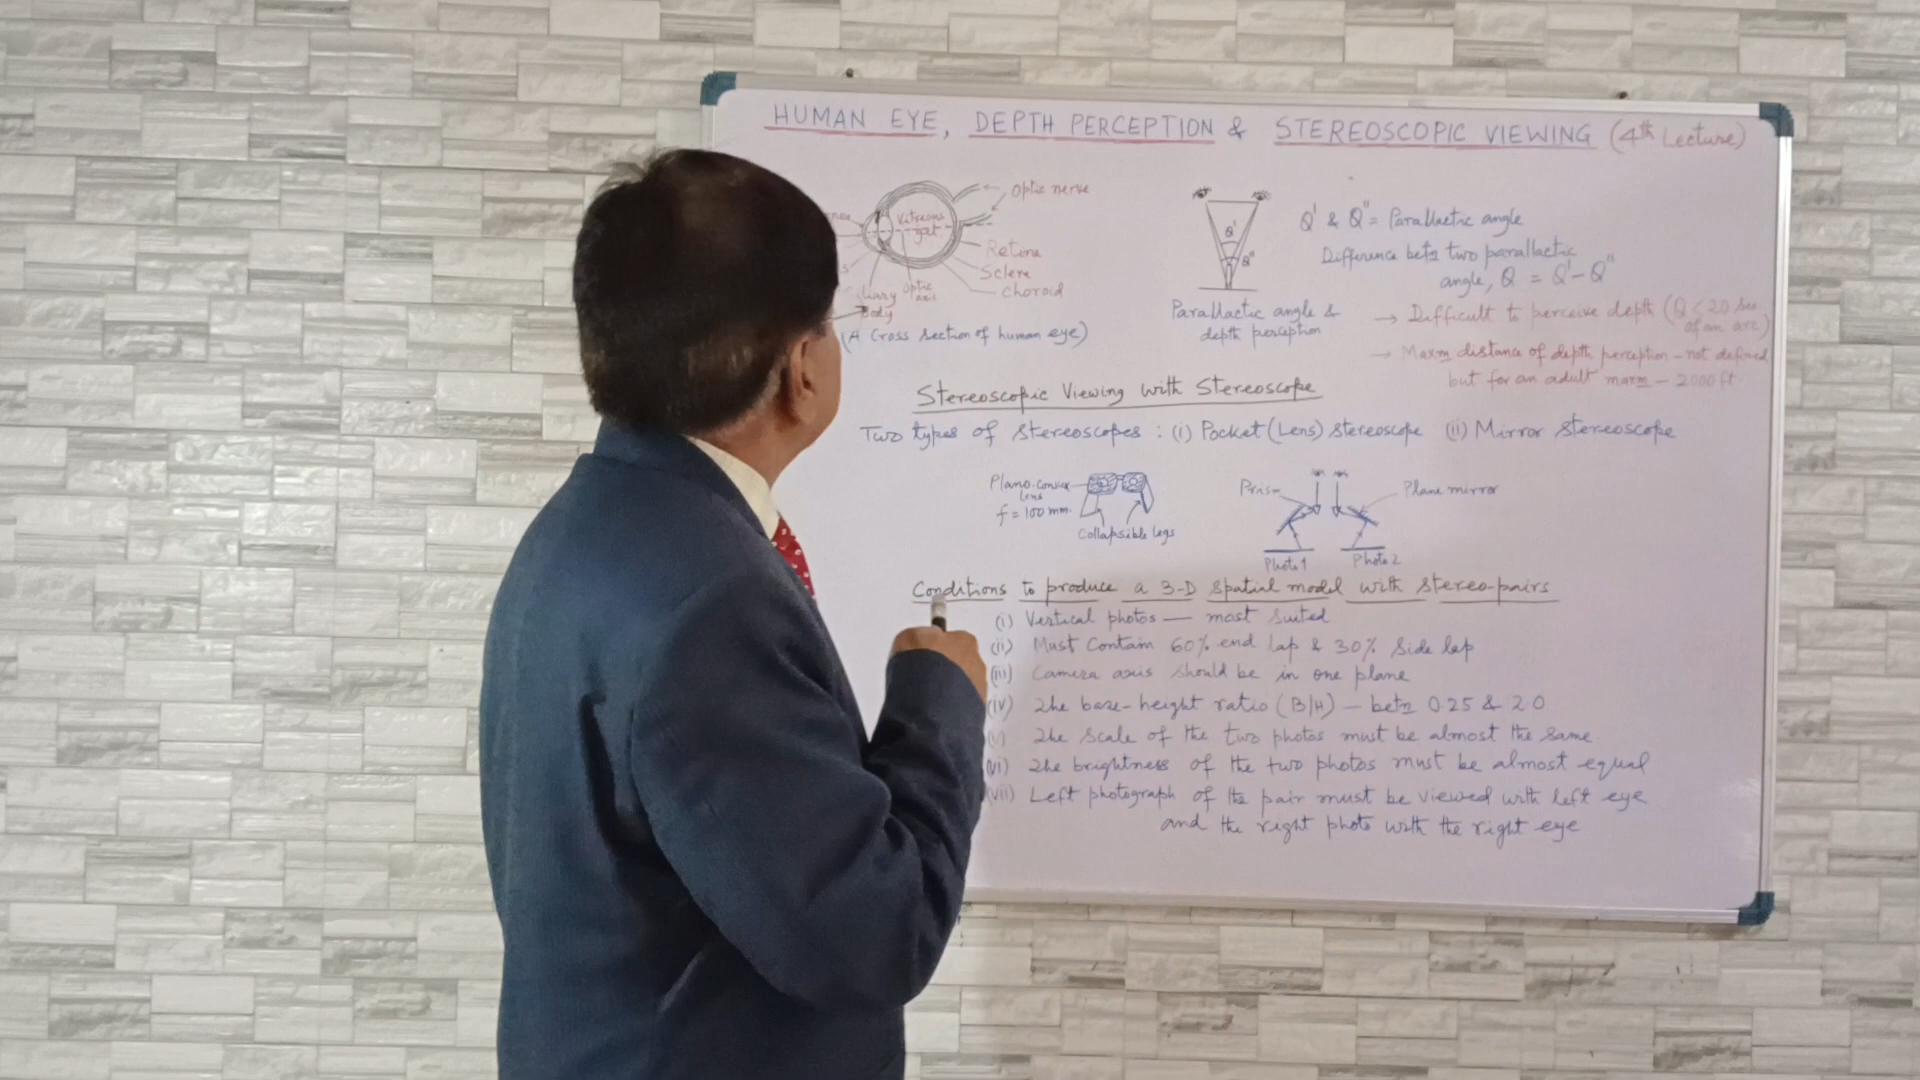 HUMAN EYE, DEPTH PERCEPTION & STEREOSCOPIC VIEWING (4th Lecture)
Optic nerve
Vitreous
Retina
Sclera
Choroid
Optic
axis
Body
(A Cross section of human eye)
Q'
Q"
Parallactic angle &
depth perception
Q' & Q" = Parallactic angle
Difference betn two parallactic
angle, Q = Q' - Q"
→ Difficult to perceive depth (Q < 20 sec
of an arc)
→ Maxm distance of depth perception - not defined
but for an adult maxm - 2000 ft
Stereoscopic Viewing with Stereoscope
Two types of stereoscopes : (i) Pocket (Lens) stereoscope (ii) Mirror stereoscope
Plano-convex
lens
f = 100 mm.
Collapsible legs
Prism
Plane mirror
Photo 1
Photo 2
Conditions to produce a 3-D spatial model with stereo-pairs
(i) Vertical photos — most suited
(ii) Must contain 60% end lap & 30% side lap
(iii) Camera axis should be in one plane
(iv) The base-height ratio (B/H) — betn 0.25 & 2.0
(v) The scale of the two photos must be almost the same
(vi) The brightness of the two photos must be almost equal
(vii) Left photograph of the pair must be viewed with left eye
and the right photo with the right eye